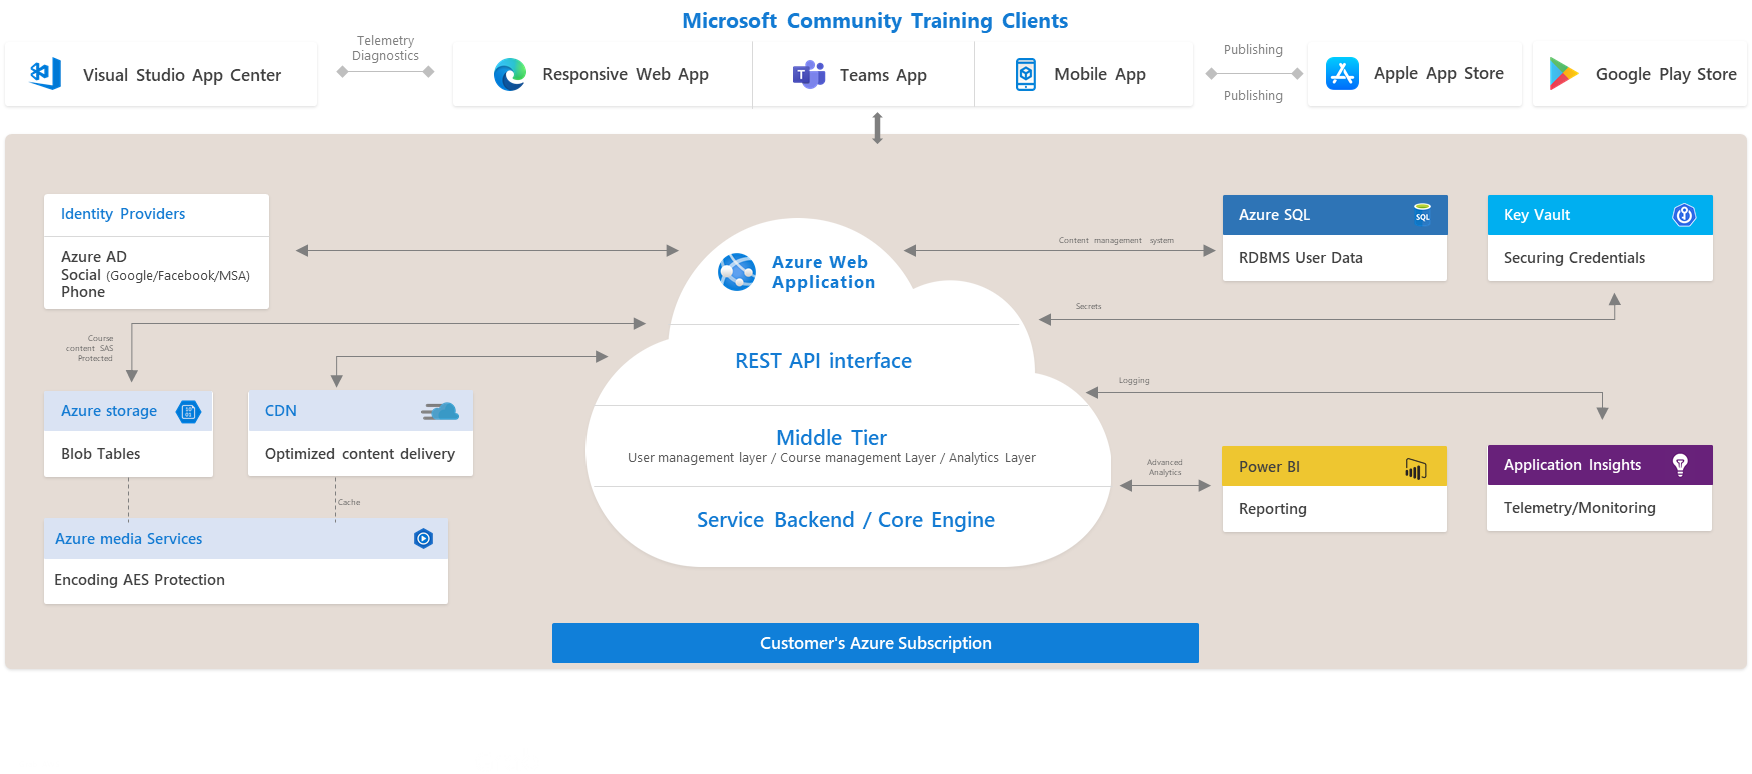 Microsoft Community Training Clients
Visual Studio App Center
Telemetry
Diagnostics
Responsive Web App
Teams App
Mobile App
Publishing
Publishing
Apple App Store
Google Play Store
Identity Providers
Azure AD
Social (Google/Facebook/MSA)
Phone
Course
content SAS
Protected
Azure storage
Blob Tables
CDN
Optimized content delivery
Cache
Azure media Services
Encoding AES Protection
Azure Web
Application
REST API interface
Middle Tier
User management layer / Course management Layer / Analytics Layer
Service Backend / Core Engine
Content management system
Azure SQL
SQL
RDBMS User Data
Key Vault
Securing Credentials
Secrets
Logging
Advanced
Analytics
Power BI
Reporting
Application Insights
Telemetry/Monitoring
Customer's Azure Subscription